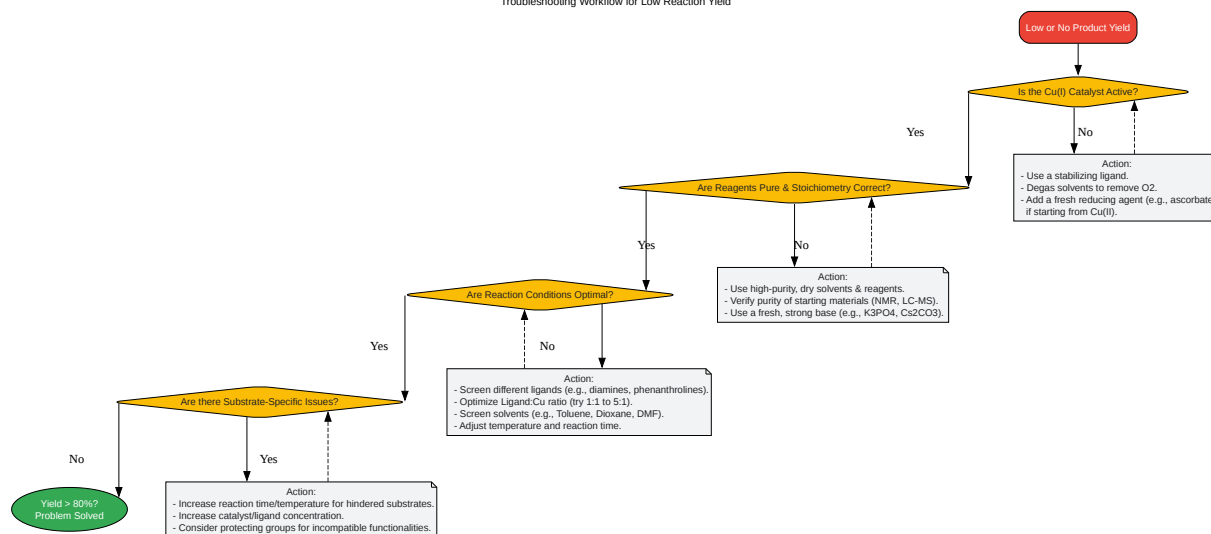 Troubleshooting Workflow for Low Reaction Yield
Low or No Product Yield
Is the Cu(I) Catalyst Active?
Yes
No
Action:
- Use a stabilizing ligand.
- Degas solvents to remove O2.
- Add a fresh reducing agent (e.g., ascorbate
if starting from Cu(II).
Are Reagents Pure & Stoichiometry Correct?
Yes
No
Action:
- Use high-purity, dry solvents & reagents.
- Verify purity of starting materials (NMR, LC-MS).
- Use a fresh, strong base (e.g., K3PO4, Cs2CO3).
Are Reaction Conditions Optimal?
Yes
No
Action:
- Screen different ligands (e.g., diamines, phenanthrolines).
- Optimize Ligand:Cu ratio (try 1:1 to 5:1).
- Screen solvents (e.g., Toluene, Dioxane, DMF).
- Adjust temperature and reaction time.
Are there Substrate-Specific Issues?
No
Yes
Action:
- Increase reaction time/temperature for hindered substrates.
- Increase catalyst/ligand concentration.
- Consider protecting groups for incompatible functionalities.
Yield > 80%?
Problem Solved